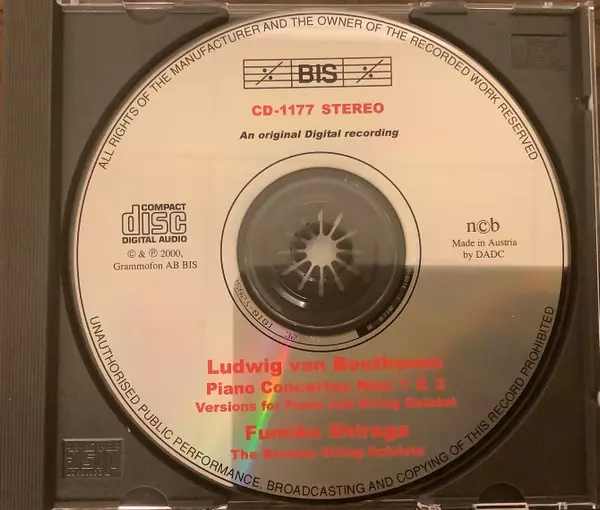 ALL RIGHTS OF THE MANUFACTURER AND THE OWNER OF THE RECORDED WORK RESERVED
BIS
CD-1177 STEREO
An original Digital recording
COMPACT
disc
DIGITAL AUDIO
© & ℗ 2000,
Grammofon AB BIS
n©b
Made in Austria
by DADC
Ludwig van Beethoven
Piano Concertos Nos. 1 & 2
Versions for Piano and String Quintet
Fumiko Shiraga
The Bremen String Soloists
UNAUTHORISED PUBLIC PERFORMANCE, BROADCASTING AND COPYING OF THIS RECORD PROHIBITED